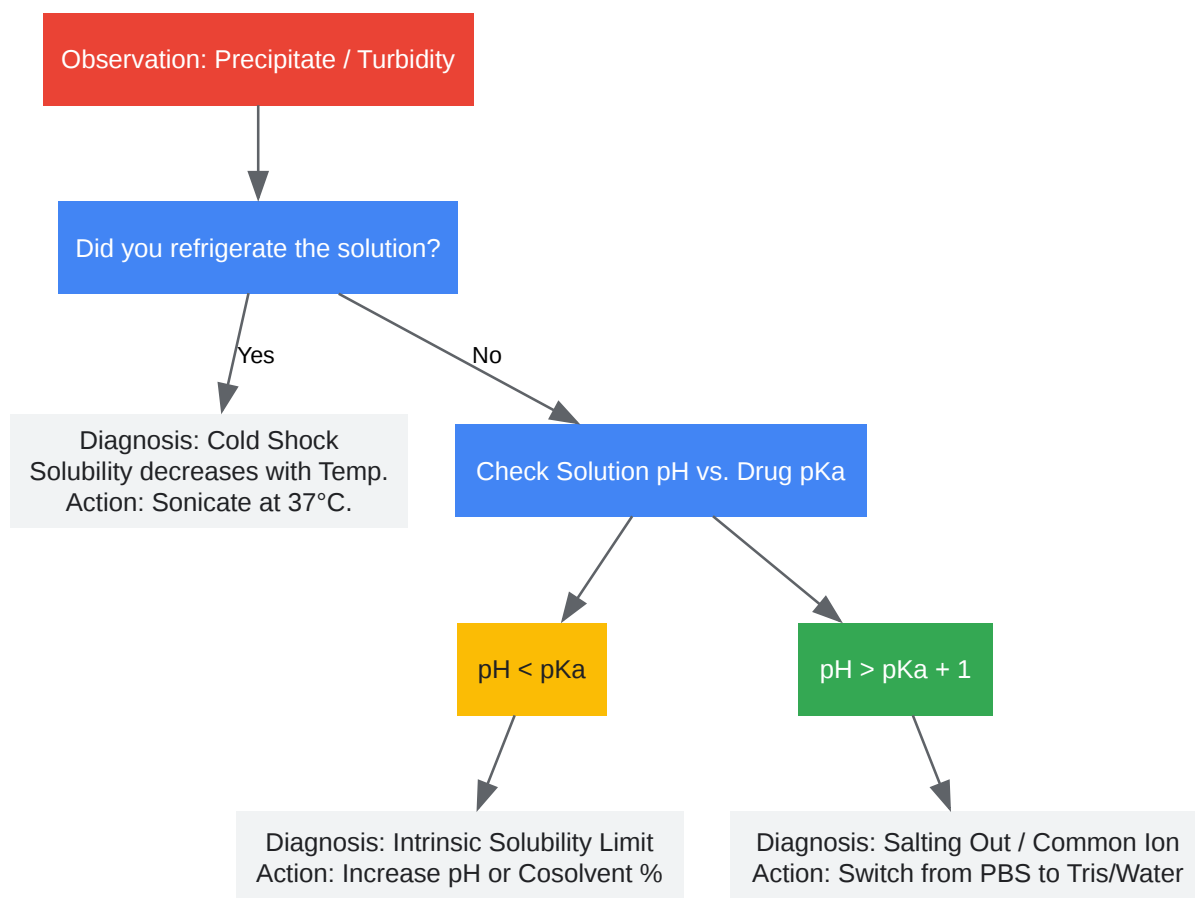 Observation: Precipitate / Turbidity
Did you refrigerate the solution?
Yes
No
Diagnosis: Cold Shock
Solubility decreases with Temp.
Action: Sonicate at 37°C.
Check Solution pH vs. Drug pKa
pH < pKa
pH > pKa + 1
Diagnosis: Intrinsic Solubility Limit
Action: Increase pH or Cosolvent %
Diagnosis: Salting Out / Common Ion
Action: Switch from PBS to Tris/Water